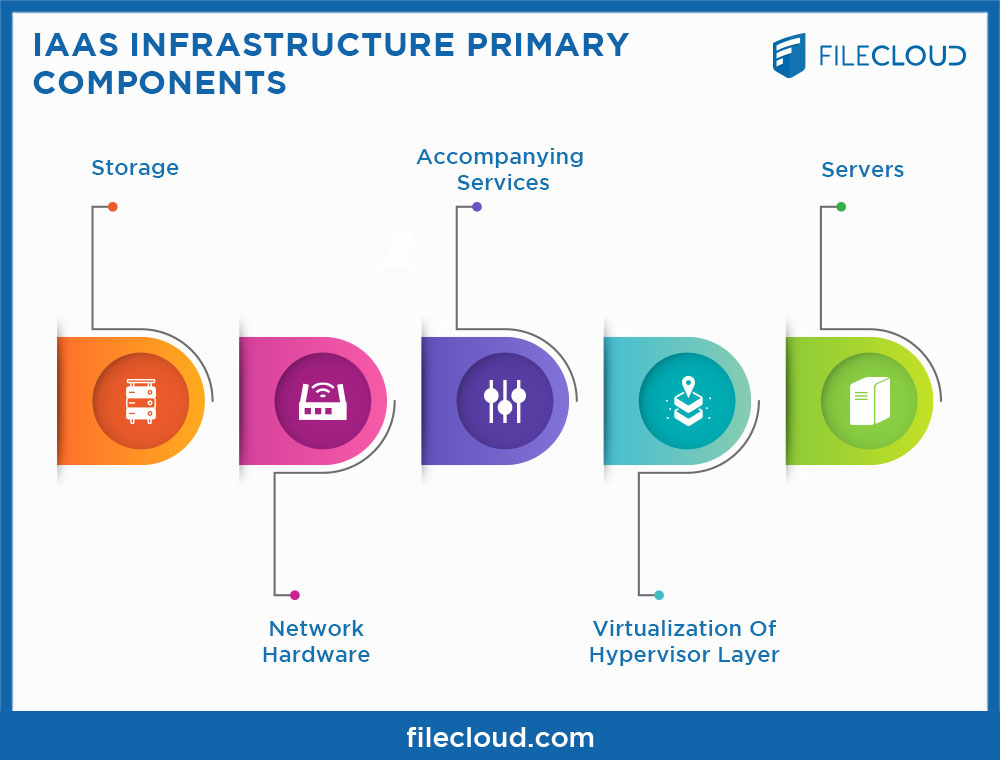 IAAS INFRASTRUCTURE PRIMARY
COMPONENTS
FILECLOUD
Storage
Accompanying
Services
Servers
Network
Hardware
Virtualization Of
Hypervisor Layer
filecloud.com